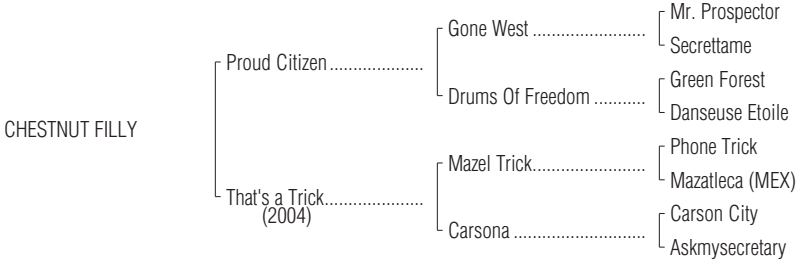 Mr. Prospector
Gone West ........................
Secrettame
Proud Citizen....................
Green Forest
Drums Of Freedom ...........
Danseuse Etoile
CHESTNUT FILLY
Phone Trick
Mazel Trick........................
Mazatleca (MEX)
That's a Trick.....................
(2004)
Carson City
Carsona ............................
Askmysecretary